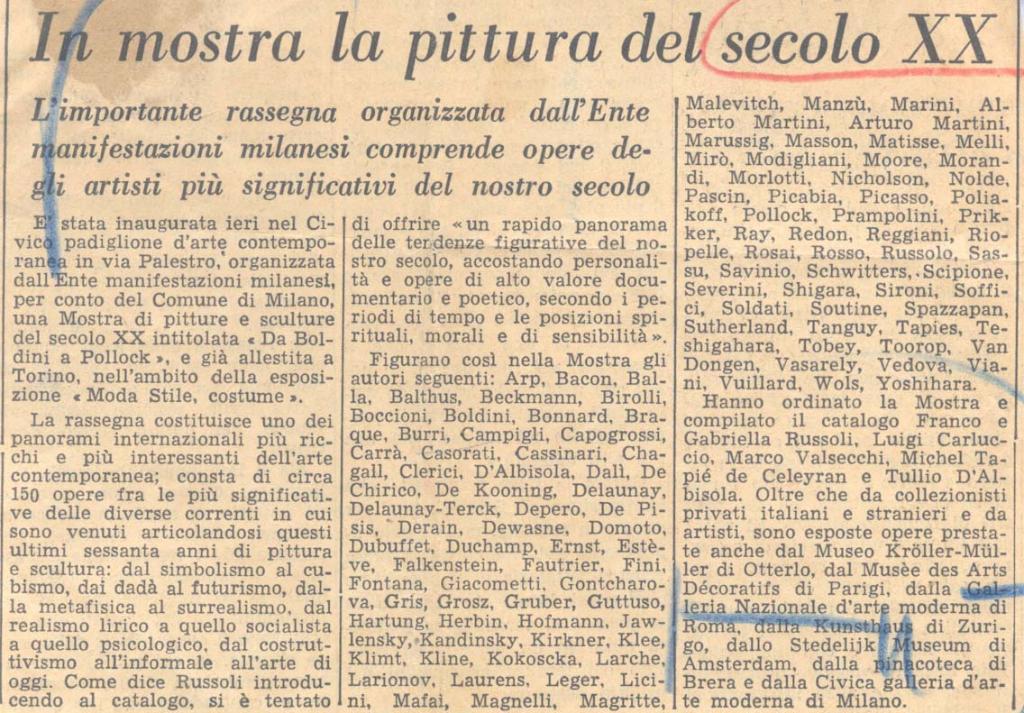 In mostra la pittura del secolo XX
L'importante rassegna organizzata dall'Ente
manifestazioni milanesi comprende opere de-
gli artisti più significativi del nostro secolo
E' stata inaugurata ieri nel Ci-
vico padiglione d'arte contempo-
ranea in via Palestro, organizzata
dall'Ente manifestazioni milanesi,
per conto del Comune di Milano,
una Mostra di pitture e sculture
del secolo XX intitolata « Da Bol-
dini a Pollock », e già allestita a
Torino, nell'ambito della esposi-
zione « Moda Stile, costume ».
La rassegna costituisce uno dei
panorami internazionali più ric-
chi e più interessanti dell'arte
contemporanea; consta di circa
150 opere fra le più significati-
ve delle diverse correnti in cui
sono venuti articolandosi questi
ultimi sessanta anni di pittura
e scultura: dal simbolismo al cu-
bismo, dai dadà al futurismo, dal-
la metafisica al surrealismo, dal
realismo lirico a quello socialista
a quello psicologico, dal costrut-
tivismo all'informale all'arte di
oggi. Come dice Russoli introdu-
cendo al catalogo, si è tentato
di offrire « un rapido panorama
delle tendenze figurative del no-
stro secolo, accostando personali-
tà e opere di alto valore docu-
mentario e poetico, secondo i pe-
riodi di tempo e le posizioni spi-
rituali, morali e di sensibilità ».
Figurano così nella Mostra gli
autori seguenti: Arp, Bacon, Bal-
la, Balthus, Beckmann, Birolli,
Boccioni, Boldini, Bonnard, Bra-
que, Burri, Campigli, Capogrossi,
Carrà, Casorati, Cassinari, Cha-
gall, Clerici, D'Albisola, Dalì, De
Chirico, De Kooning, Delaunay,
Delaunay-Terck, Depero, De Pi-
sis, Derain, Dewasne, Domoto,
Dubuffet, Duchamp, Ernst, Estè-
ve, Falkenstein, Fautrier, Fini,
Fontana, Giacometti, Gontcharo-
va, Gris, Grosz, Gruber, Guttuso,
Hartung, Herbin, Hofmann, Jaw-
lensky, Kandinsky, Kirkner, Klee,
Klimt, Kline, Kokoscka, Larche,
Larionov, Laurens, Leger, Lici-
ni, Mafai, Magnelli, Magritte,
Malevitch, Manzù, Marini, Al-
berto Martini, Arturo Martini,
Marussig, Masson, Matisse, Melli,
Mirò, Modigliani, Moore, Moran-
di, Morlotti, Nicholson, Nolde,
Pascin, Picabia, Picasso, Polia-
koff, Pollock, Prampolini, Prik-
ker, Ray, Redon, Reggiani, Rio-
pelle, Rosai, Rosso, Russolo, Sas-
su, Savinio, Schwitters, Scipione,
Severini, Shigara, Sironi, Soffi-
ci, Soldati, Soutine, Spazzapan,
Sutherland, Tanguy, Tapies, Te-
shigahara, Tobey, Toorop, Van
Dongen, Vasarely, Vedova, Via-
ni, Vuillard, Wols, Yoshihara.
Hanno ordinato la Mostra e
compilato il catalogo Franco e
Gabriella Russoli, Luigi Carluc-
cio, Marco Valsecchi, Michel Ta-
pié de Celeyran e Tullio D'Al-
bisola. Oltre che da collezionisti
privati italiani e stranieri e da
artisti, sono esposte opere presta-
te anche dal Museo Kröller-Mül-
ler di Otterlo, dal Musèe des Arts
Décoratifs di Parigi, dalla Gal-
leria Nazionale d'arte moderna di
Roma, dalla Kunsthaus di Zuri-
go, dallo Stedelijk Museum di
Amsterdam, dalla pinacoteca di
Brera e dalla Civica galleria d'ar-
te moderna di Milano.